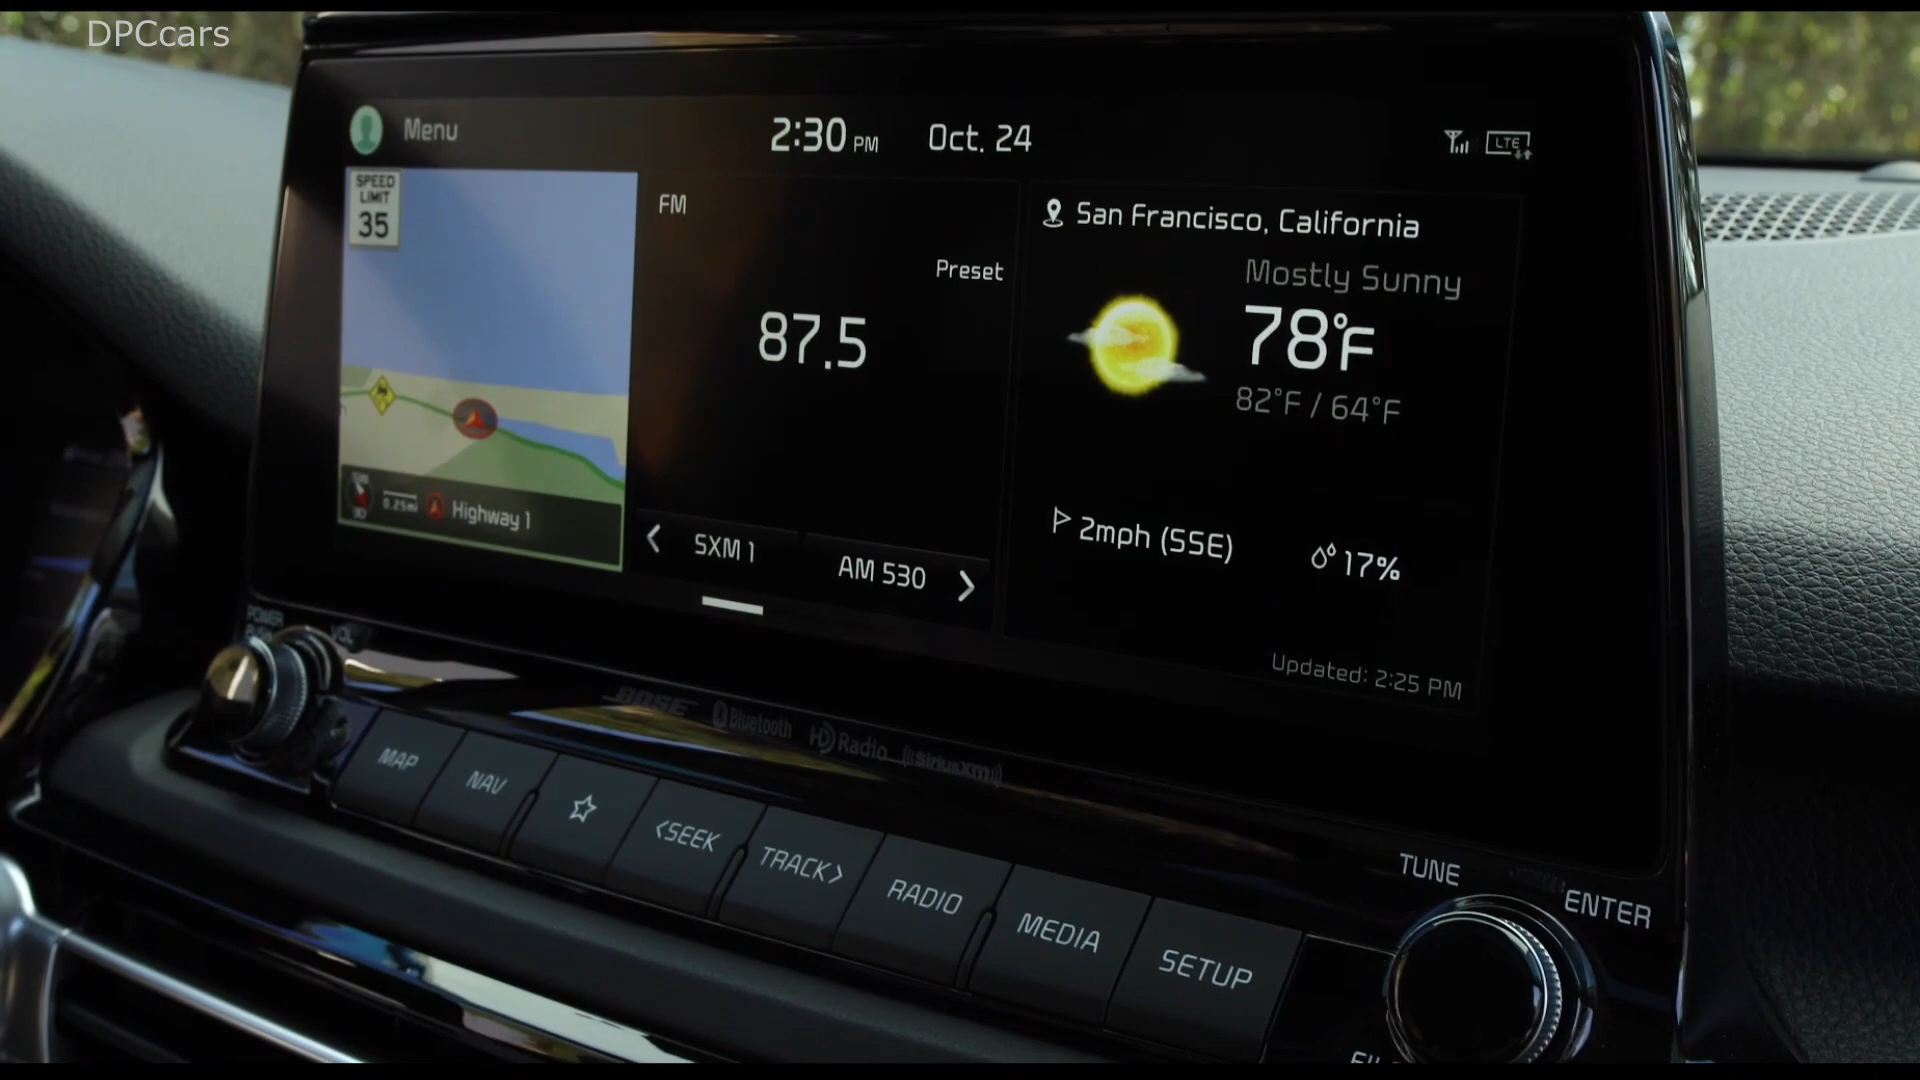 DPCcars
Menu
2:30 PM
Oct. 24
LTE
SPEED
LIMIT
35
FM
Preset
87.5
San Francisco, California
Mostly Sunny
78°F
82°F / 64°F
0.25mi
Highway 1
SXM 1
AM 530
2mph (SSE)
17%
Updated: 2:25 PM
POWER
VOL
BOSE
Bluetooth
HD Radio
SiriusXM
MAP
NAV
<SEEK
TRACK>
RADIO
MEDIA
SETUP
TUNE
ENTER